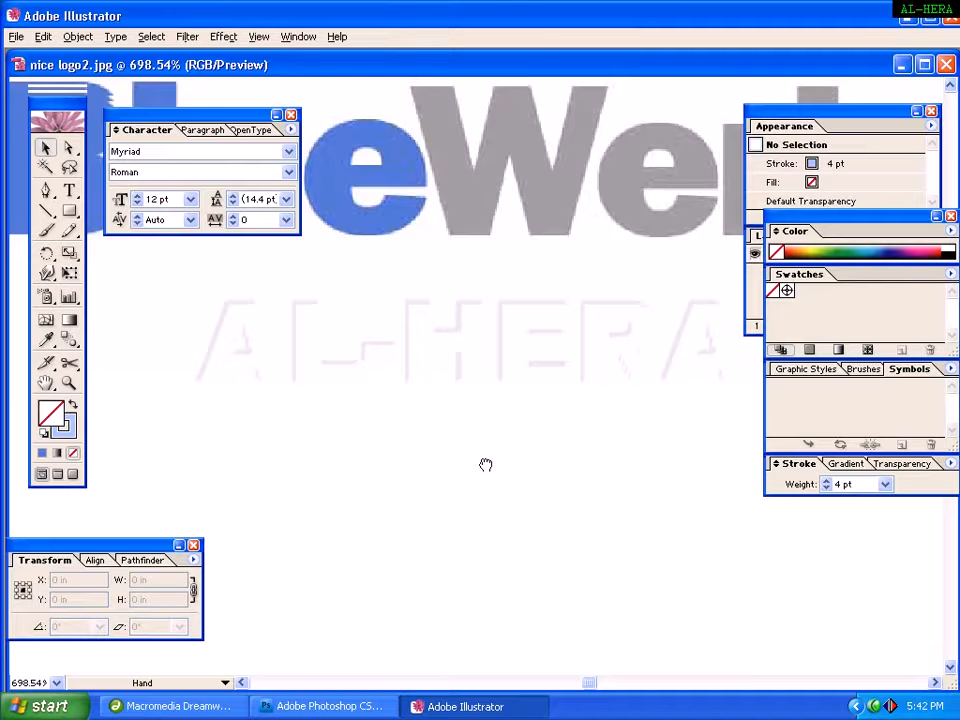 AL-HERA
Adobe Illustrator
File Edit Object Type Select Filter Effect View Window Help
nice logo2.jpg @ 698.54% (RGB/Preview)
Character Paragraph OpenType
Myriad
Roman
12 pt (14.4 pt)
Auto 0
Appearance
No Selection
Stroke: 4 pt
Fill:
Default Transparency
Color
Swatches
1
Graphic Styles Brushes Symbols
Stroke Gradient Transparency
Weight: 4 pt
AL-HERA
Transform Align Pathfinder
X: 0 in W: 0 in
Y: 0 in H: 0 in
0° 0°
698.549 Hand
start Macromedia Dreamw... Adobe Photoshop CS... Adobe Illustrator 5:42 PM